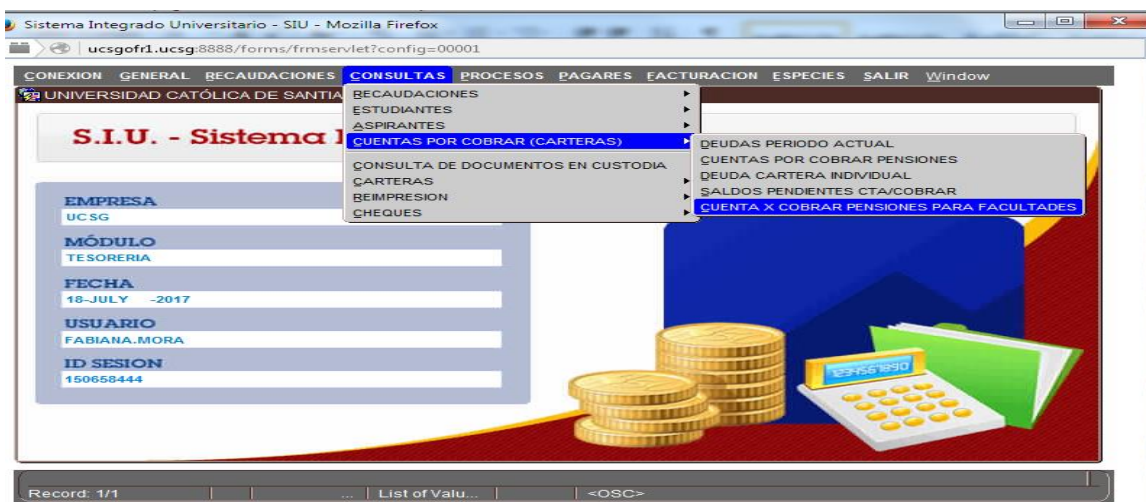 Sistema Integrado Universitario - SIU - Mozilla Firefox
ucsgofr1.ucsg:8888/forms/frmservlet?config=00001
CONEXION GENERAL RECAUDACIONES CONSULTAS PROCESOS PAGARES FACTURACION ESPECIES SALIR Window
UNIVERSIDAD CATÓLICA DE SANTIA
S.I.U. - Sistema I
RECAUDACIONES
ESTUDIANTES
ASPIRANTES
CUENTAS POR COBRAR (CARTERAS)
CONSULTA DE DOCUMENTOS EN CUSTODIA
CARTERAS
REIMPRESION
CHEQUES
DEUDAS PERIODO ACTUAL
CUENTAS POR COBRAR PENSIONES
DEUDA CARTERA INDIVIDUAL
SALDOS PENDIENTES CTA/COBRAR
CUENTA X COBRAR PENSIONES PARA FACULTADES
EMPRESA
UCSG
MÓDULO
TESORERIA
FECHA
18-JULY -2017
USUARIO
FABIANA.MORA
ID SESION
150658444
1234567890
Record: 1/1 ... List of Valu... <OSC>